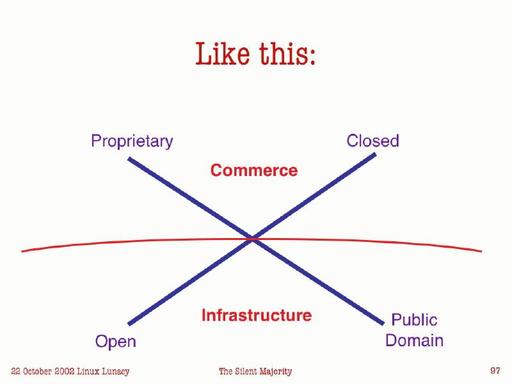 Like this:
Proprietary
Closed
Commerce
Infrastructure
Open
Public
Domain
22 October 2002 Linux Lunacy
The Silent Majority
97